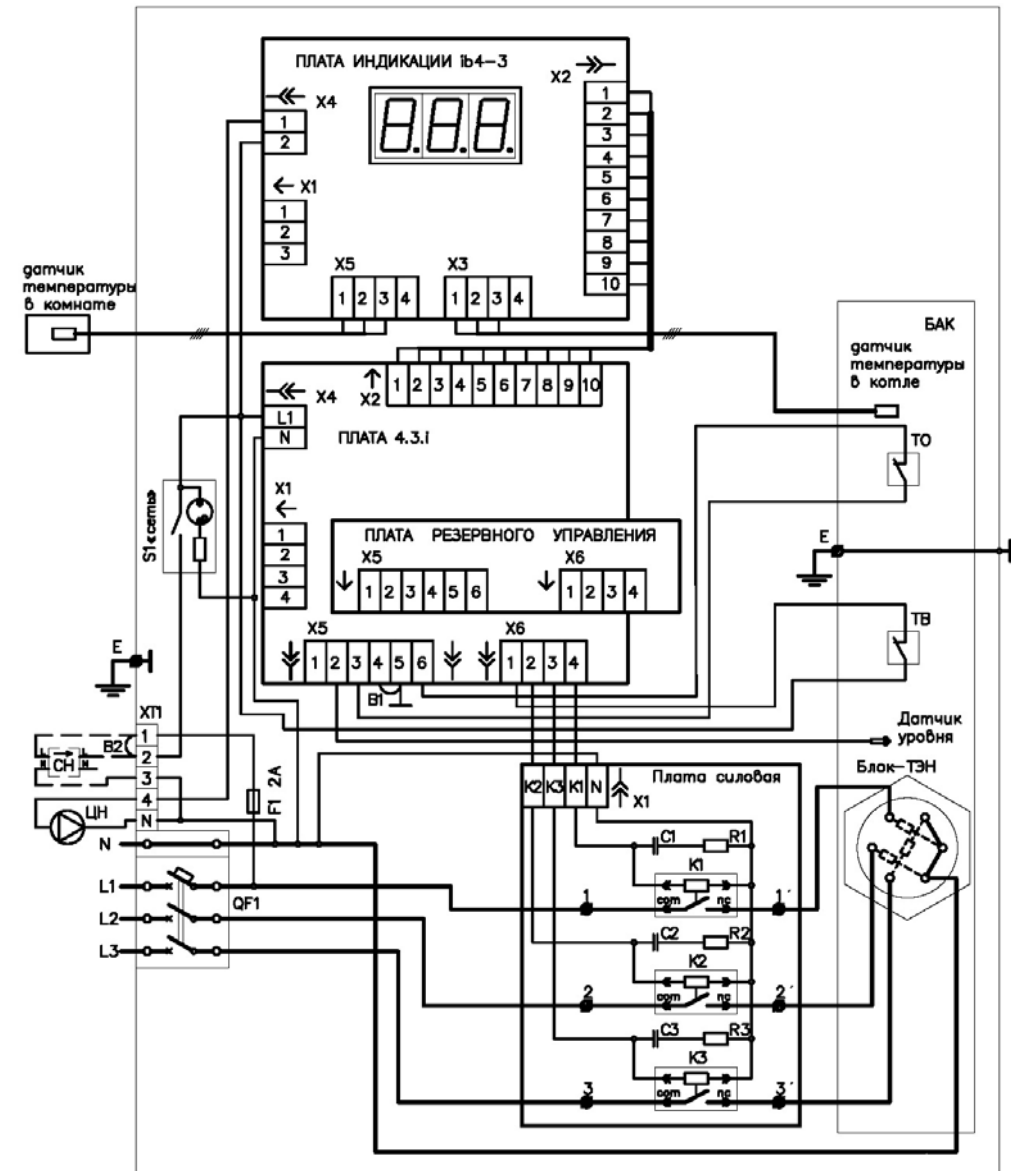 ПЛАТА ИНДИКАЦИИ ib4-3
X2
X4
1
2
1
2
3
4
5
6
7
8
9
10
X1
1
2
3
X5
1 2 3 4
X3
1 2 3 4
датчик
температуры
в комнате
БАК
датчик
температуры
в котле
X4
L1
N
X2
1 2 3 4 5 6 7 8 9 10
ПЛАТА 4.3.i
ТО
S1«сеть»
X1
1
2
3
4
ПЛАТА РЕЗЕРВНОГО УПРАВЛЕНИЯ
X5
1 2 3 4 5 6
X6
1 2 3 4
E
X5
1 2 3 4 5 6
X6
1 2 3 4
ТВ
E
B1
XT1
1
2
3
4
N
B2
СН
ЦН
F1 2A
Датчик
уровня
Блок-ТЭН
K2 K3 K1 N
X1
Плата силовая
N
L1
L2
L3
QF1
C1 R1
K1
1 com no 1´
C2 R2
K2
2 com no 2´
C3 R3
K3
3 com no 3´